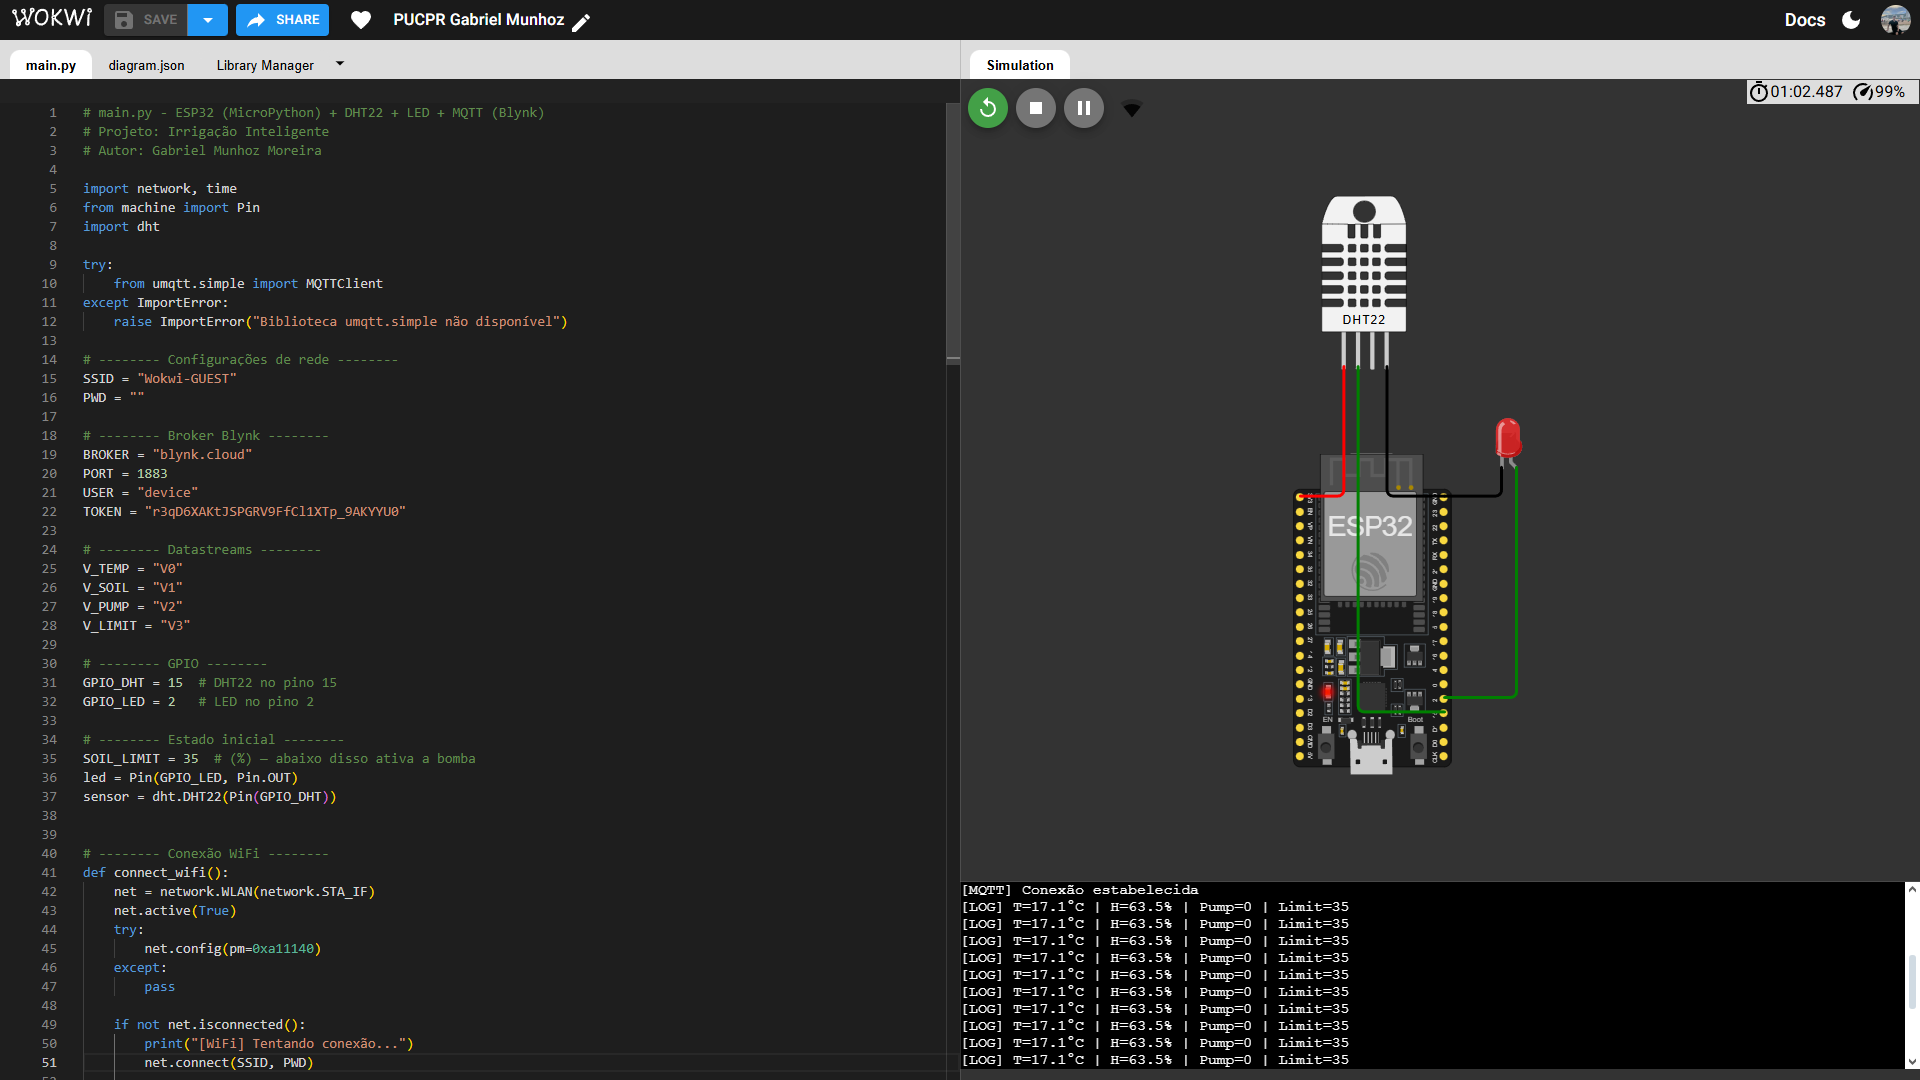 WOKWi
SAVE
SHARE
PUCPR Gabriel Munhoz
Docs
main.py
diagram.json
Library Manager
Simulation
01:02.487
99%
1 # main.py - ESP32 (MicroPython) + DHT22 + LED + MQTT (Blynk)
2 # Projeto: Irrigação Inteligente
3 # Autor: Gabriel Munhoz Moreira
4
5 import network, time
6 from machine import Pin
7 import dht
8
9 try:
10 from umqtt.simple import MQTTClient
11 except ImportError:
12 raise ImportError("Biblioteca umqtt.simple não disponível")
13
14 # -------- Configurações de rede --------
15 SSID = "Wokwi-GUEST"
16 PWD = ""
17
18 # -------- Broker Blynk --------
19 BROKER = "blynk.cloud"
20 PORT = 1883
21 USER = "device"
22 TOKEN = "r3qD6XAKtJSPGRV9FfCl1XTp_9AKYYU0"
23
24 # -------- Datastreams --------
25 V_TEMP = "V0"
26 V_SOIL = "V1"
27 V_PUMP = "V2"
28 V_LIMIT = "V3"
29
30 # -------- GPIO --------
31 GPIO_DHT = 15 # DHT22 no pino 15
32 GPIO_LED = 2 # LED no pino 2
33
34 # -------- Estado inicial --------
35 SOIL_LIMIT = 35 # (%) — abaixo disso ativa a bomba
36 led = Pin(GPIO_LED, Pin.OUT)
37 sensor = dht.DHT22(Pin(GPIO_DHT))
38
39
40 # -------- Conexão WiFi --------
41 def connect_wifi():
42 net = network.WLAN(network.STA_IF)
43 net.active(True)
44 try:
45 net.config(pm=0xa11140)
46 except:
47 pass
48
49 if not net.isconnected():
50 print("[WiFi] Tentando conexão...")
51 net.connect(SSID, PWD)
DHT22
ESP32
EN
Boot
[MQTT] Conexão estabelecida
[LOG] T=17.1°C | H=63.5% | Pump=0 | Limit=35
[LOG] T=17.1°C | H=63.5% | Pump=0 | Limit=35
[LOG] T=17.1°C | H=63.5% | Pump=0 | Limit=35
[LOG] T=17.1°C | H=63.5% | Pump=0 | Limit=35
[LOG] T=17.1°C | H=63.5% | Pump=0 | Limit=35
[LOG] T=17.1°C | H=63.5% | Pump=0 | Limit=35
[LOG] T=17.1°C | H=63.5% | Pump=0 | Limit=35
[LOG] T=17.1°C | H=63.5% | Pump=0 | Limit=35
[LOG] T=17.1°C | H=63.5% | Pump=0 | Limit=35
[LOG] T=17.1°C | H=63.5% | Pump=0 | Limit=35